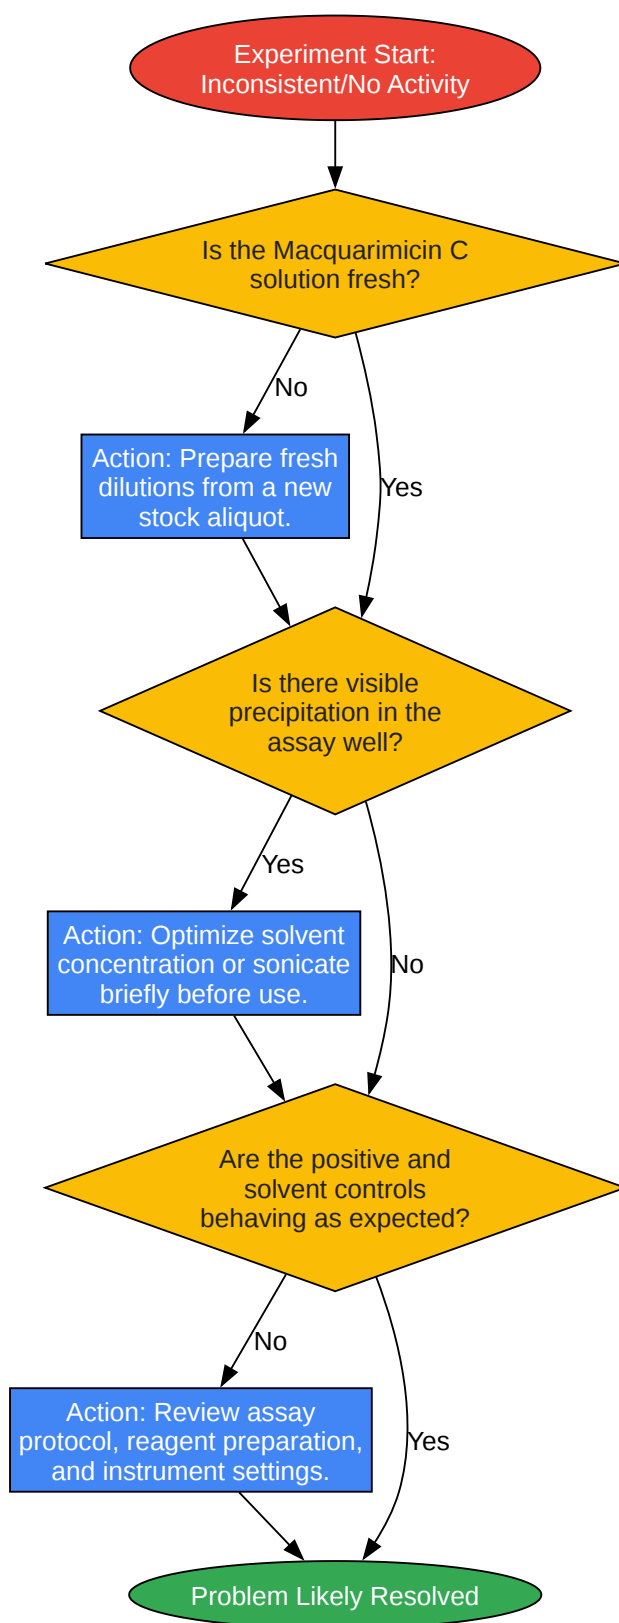 Experiment Start:
Inconsistent/No Activity
Is the Macquarimicin C
solution fresh?
No
Action: Prepare fresh
dilutions from a new
stock aliquot.
Yes
Is there visible
precipitation in the
assay well?
Yes
Action: Optimize solvent
concentration or sonicate
briefly before use.
No
Are the positive and
solvent controls
behaving as expected?
No
Action: Review assay
protocol, reagent preparation,
and instrument settings.
Yes
Problem Likely Resolved